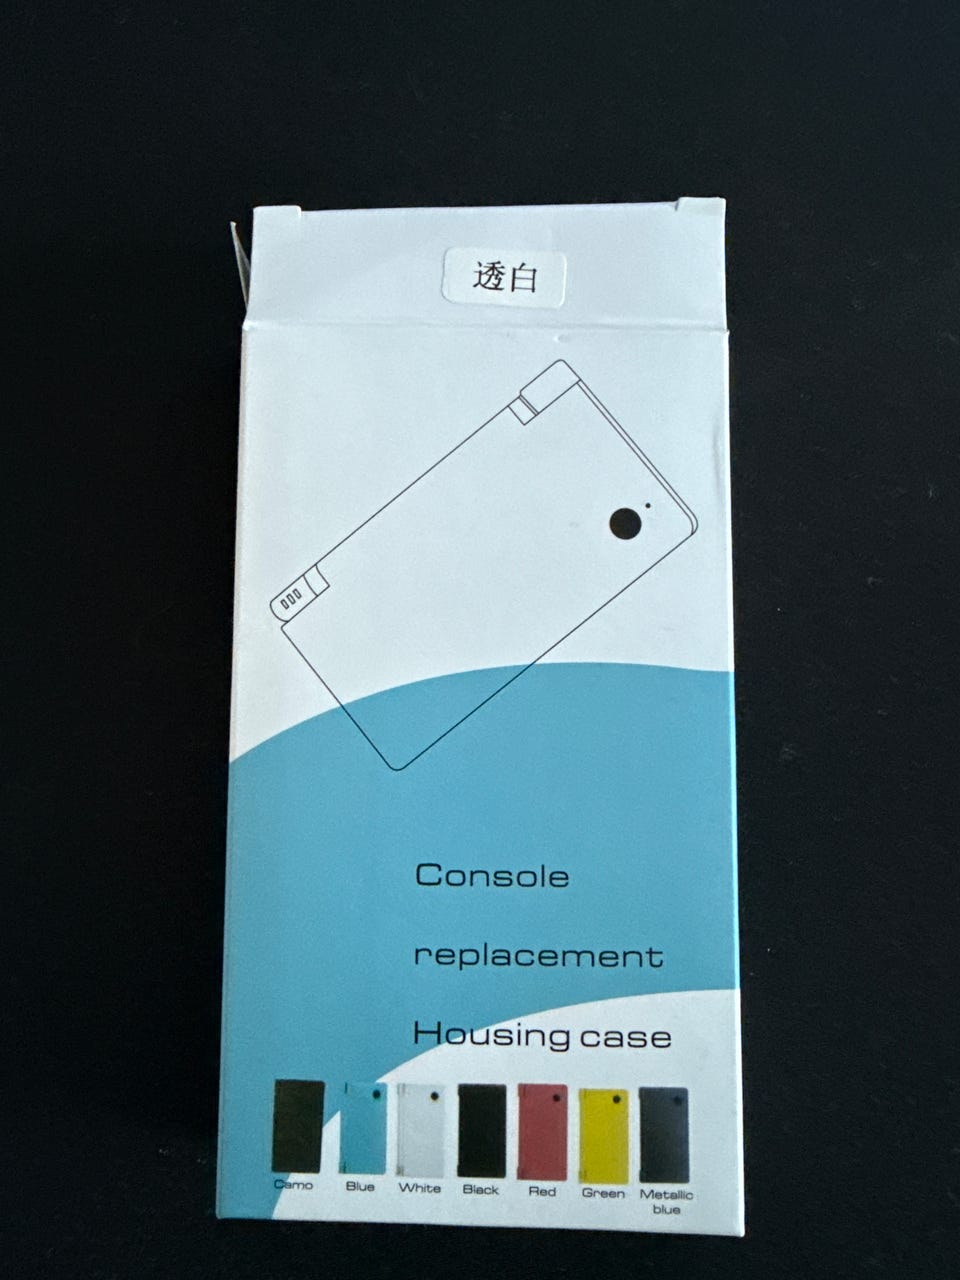 透白
Console
replacement
Housing case
Camo Blue White Black Red Green Metallic
blue